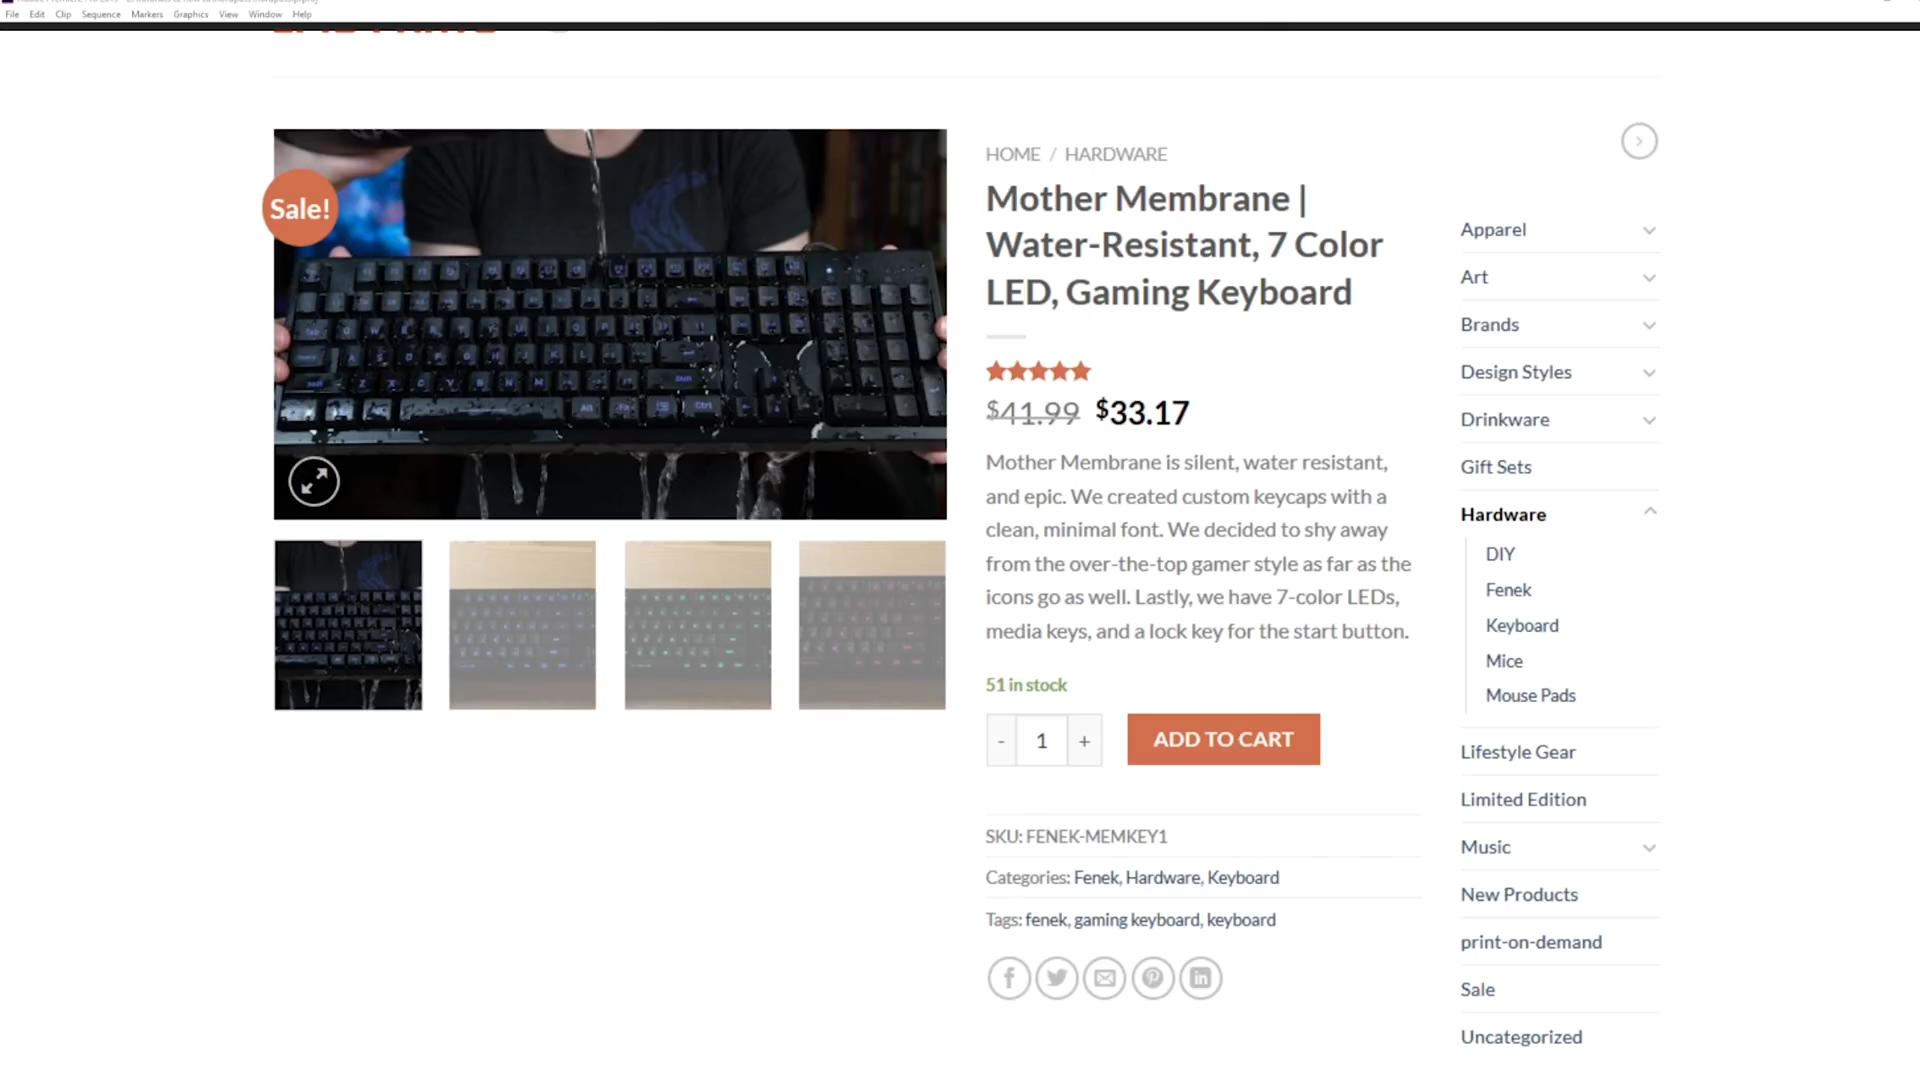 File Edit Clip Sequence Markers Graphics View Window Help
Sale!
HOME / HARDWARE
Mother Membrane |
Water-Resistant, 7 Color
LED, Gaming Keyboard
$41.99 $33.17
Mother Membrane is silent, water resistant,
and epic. We created custom keycaps with a
clean, minimal font. We decided to shy away
from the over-the-top gamer style as far as the
icons go as well. Lastly, we have 7-color LEDs,
media keys, and a lock key for the start button.
51 in stock
- 1 +
ADD TO CART
SKU: FENEK-MEMKEY1
Categories: Fenek, Hardware, Keyboard
Tags: fenek, gaming keyboard, keyboard
Apparel
Art
Brands
Design Styles
Drinkware
Gift Sets
Hardware
DIY
Fenek
Keyboard
Mice
Mouse Pads
Lifestyle Gear
Limited Edition
Music
New Products
print-on-demand
Sale
Uncategorized